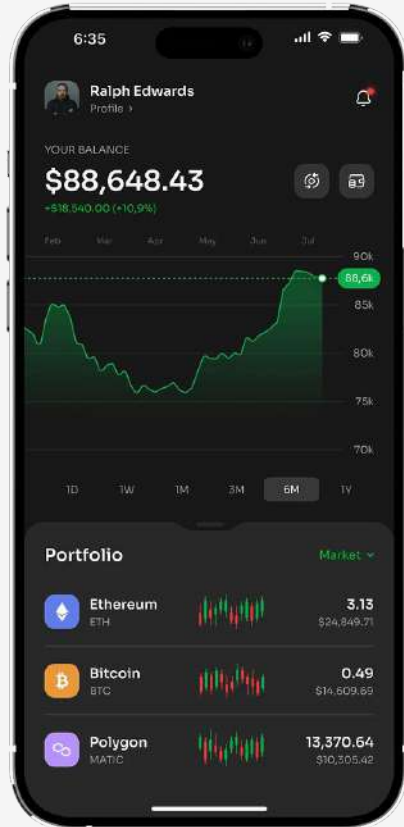 6:35
Ralph Edwards
Profile ›
YOUR BALANCE
$88,648.43
+$18,540.00 (+10,9%)
Feb Mar Apr May Jun Jul
90k
88,6k
85k
80k
75k
70k
1D 1W 1M 3M 6M 1Y
Portfolio
Market
Ethereum 3.13
ETH $24,849.71
Bitcoin 0.49
BTC $14,609.69
Polygon 13,370.64
MATIC $10,305.42